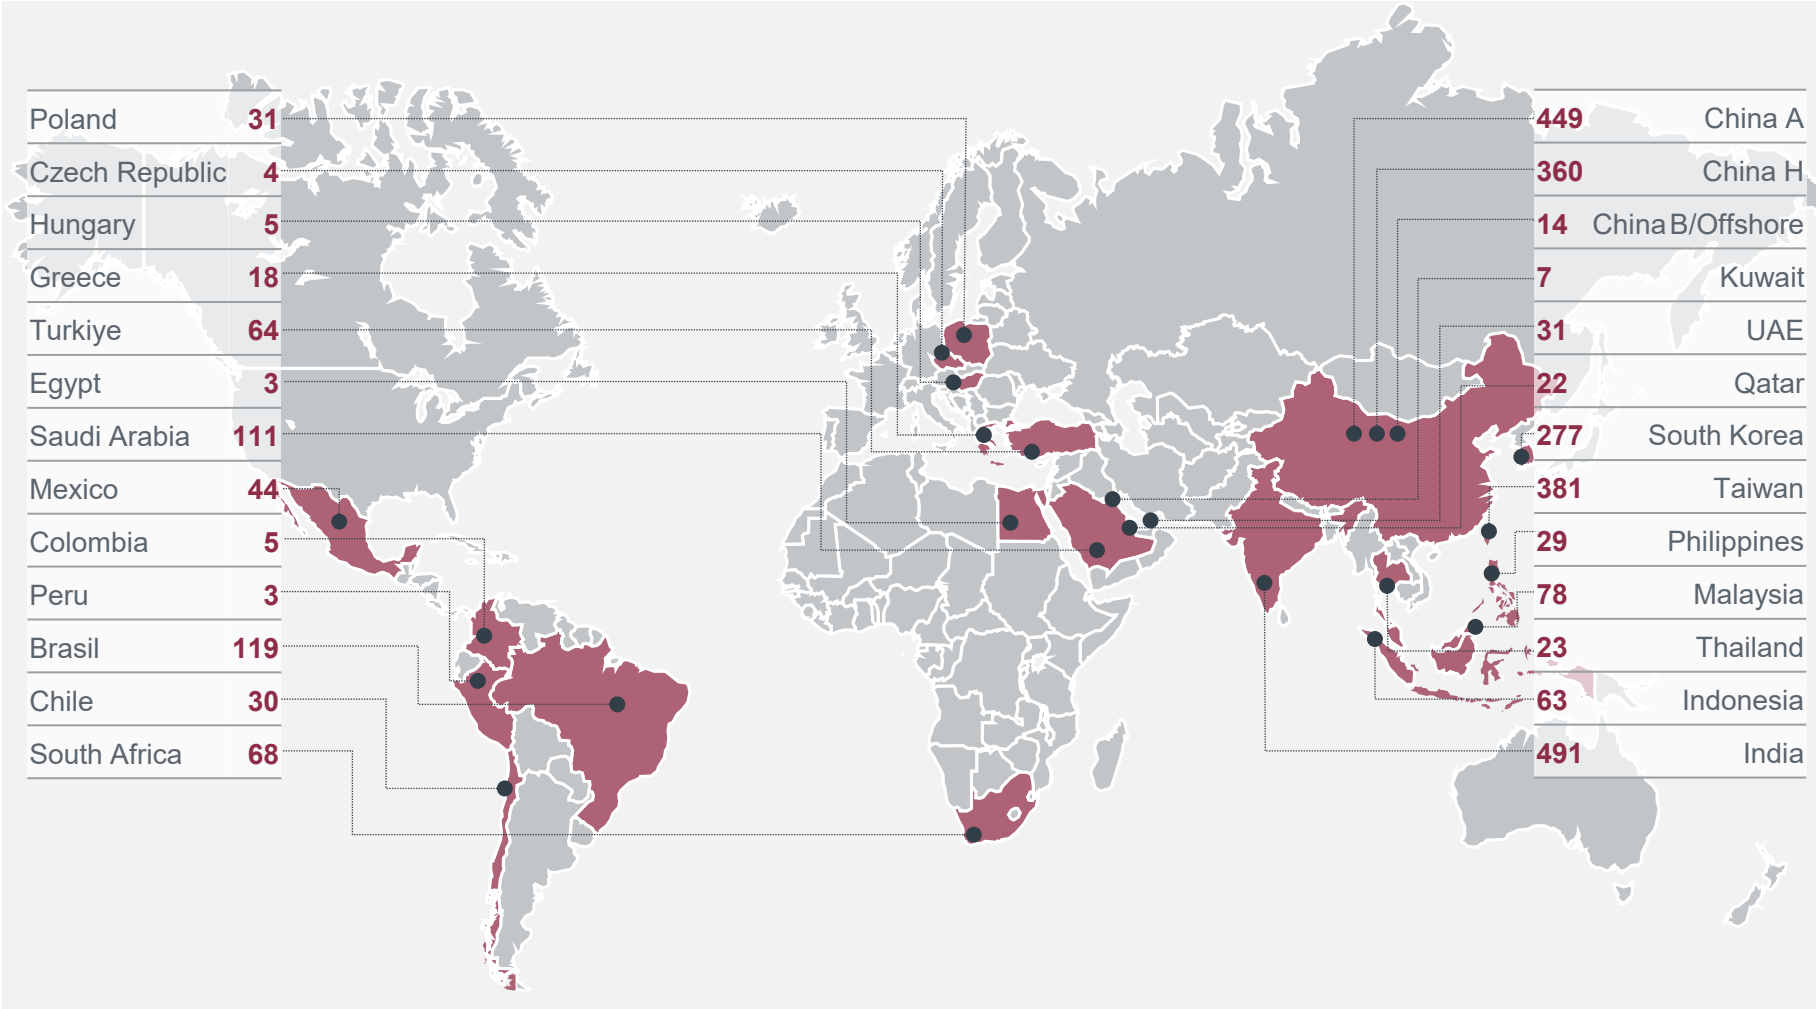 Poland 31
Czech Republic 4
Hungary 5
Greece 18
Turkiye 64
Egypt 3
Saudi Arabia 111
Mexico 44
Colombia 5
Peru 3
Brasil 119
Chile 30
South Africa 68
449 China A
360 China H
14 China B/Offshore
7 Kuwait
31 UAE
22 Qatar
277 South Korea
381 Taiwan
29 Philippines
78 Malaysia
23 Thailand
63 Indonesia
491 India